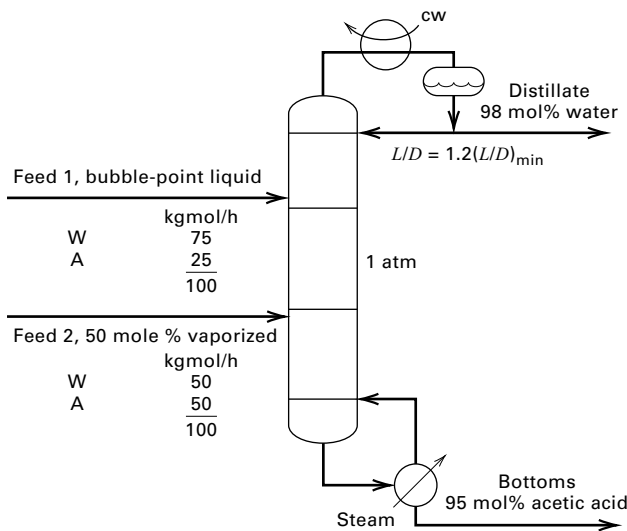 cw
Distillate
98 mol% water
L/D = 1.2(L/D)min
Feed 1, bubble-point liquid
kgmol/h
W 75
A 25
100
1 atm
Feed 2, 50 mole % vaporized
kgmol/h
W 50
A 50
100
Steam
Bottoms
95 mol% acetic acid